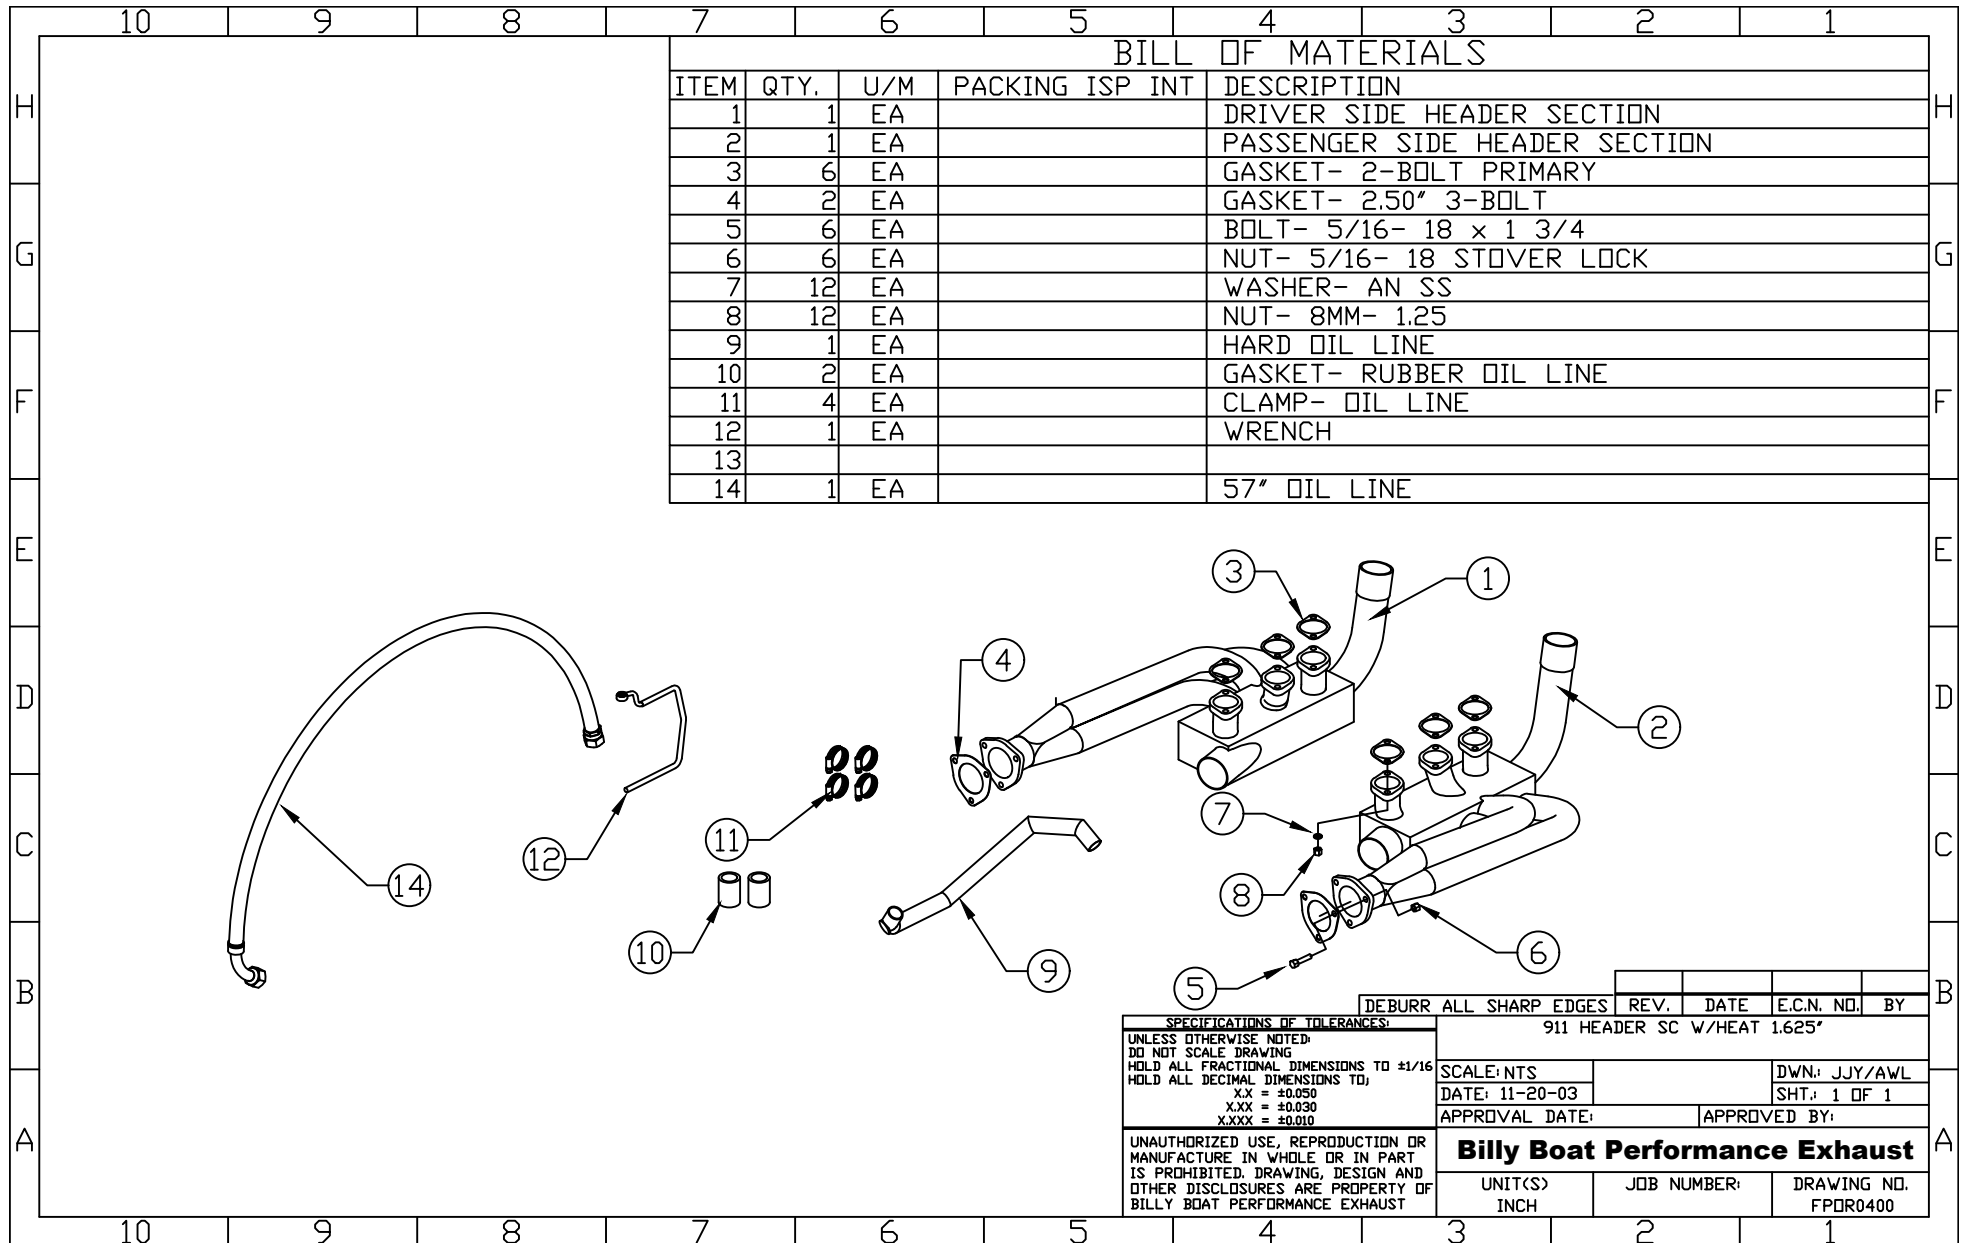 10 9 8 7 6 5 4 3 2 1
BILL OF MATERIALS
ITEM QTY. U/M PACKING ISP INT DESCRIPTION
1 1 EA DRIVER SIDE HEADER SECTION
2 1 EA PASSENGER SIDE HEADER SECTION
3 6 EA GASKET- 2-BOLT PRIMARY
4 2 EA GASKET- 2.50" 3-BOLT
5 6 EA BOLT- 5/16- 18 x 1 3/4
6 6 EA NUT- 5/16- 18 STOVER LOCK
7 12 EA WASHER- AN SS
8 12 EA NUT- 8MM- 1.25
9 1 EA HARD OIL LINE
10 2 EA GASKET- RUBBER OIL LINE
11 4 EA CLAMP- OIL LINE
12 1 EA WRENCH
13
14 1 EA 57" OIL LINE
H H
G G
F F
E E
D D
C C
B B
A A
3
1
4
2
7
11
12
14
8
10
9
6
5
DEBURR ALL SHARP EDGES REV. DATE E.C.N. NO. BY
SPECIFICATIONS OF TOLERANCES:
UNLESS OTHERWISE NOTED:
DO NOT SCALE DRAWING
HOLD ALL FRACTIONAL DIMENSIONS TO ±1/16
HOLD ALL DECIMAL DIMENSIONS TO;
X.X = ±0.050
X.XX = ±0.030
X.XXX = ±0.010
UNAUTHORIZED USE, REPRODUCTION OR
MANUFACTURE IN WHOLE OR IN PART
IS PROHIBITED. DRAWING, DESIGN AND
OTHER DISCLOSURES ARE PROPERTY OF
BILLY BOAT PERFORMANCE EXHAUST
911 HEADER SC W/HEAT 1.625"
SCALE: NTS DWN.: JJY/AWL
DATE: 11-20-03 SHT.: 1 OF 1
APPROVAL DATE: APPROVED BY:
Billy Boat Performance Exhaust
UNIT(S) JOB NUMBER: DRAWING NO.
INCH FPOR0400
10 9 8 7 6 5 4 3 2 1